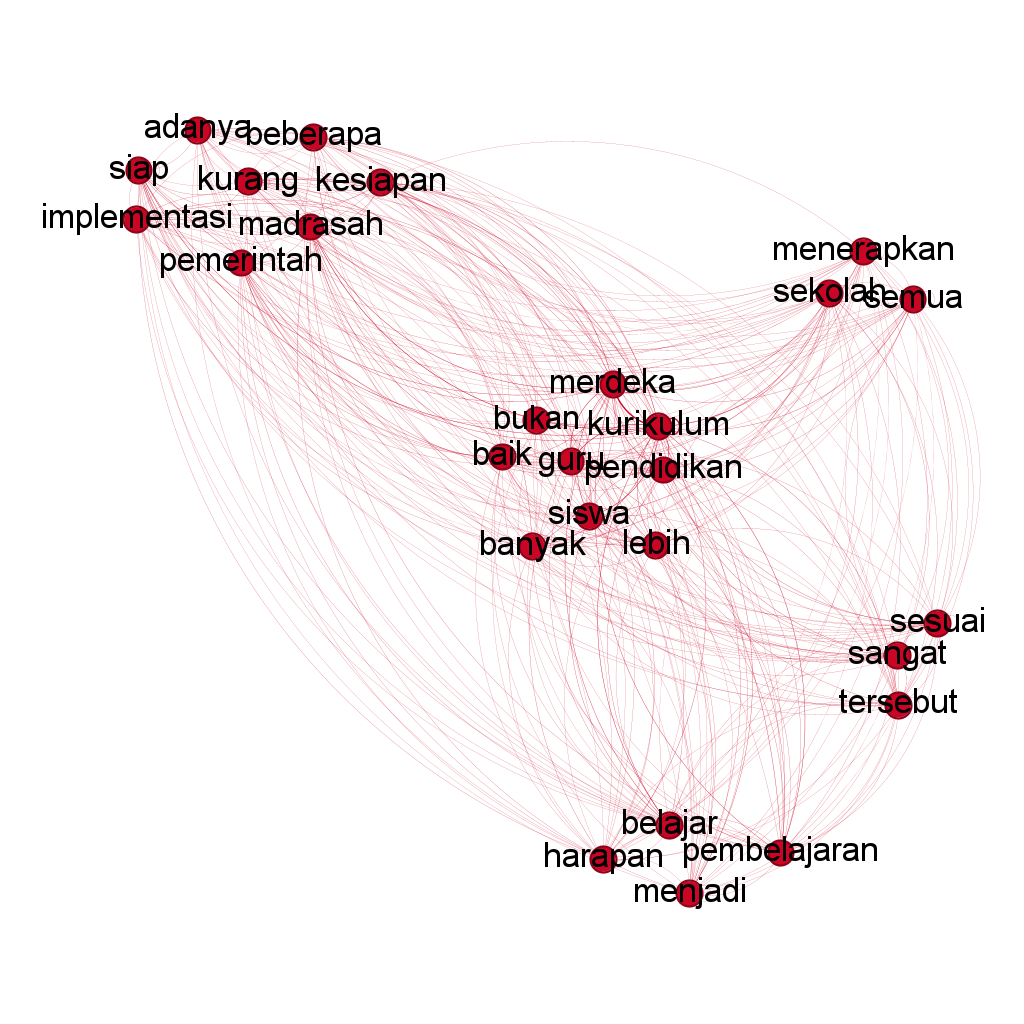 adanya
beberapa
siap
kurang
kesiapan
implementasi
madrasah
pemerintah
menerapkan
sekolah
semua
merdeka
bukan
kurikulum
baik
guru
pendidikan
siswa
banyak
lebih
sesuai
sangat
tersebut
belajar
harapan
pembelajaran
menjadi